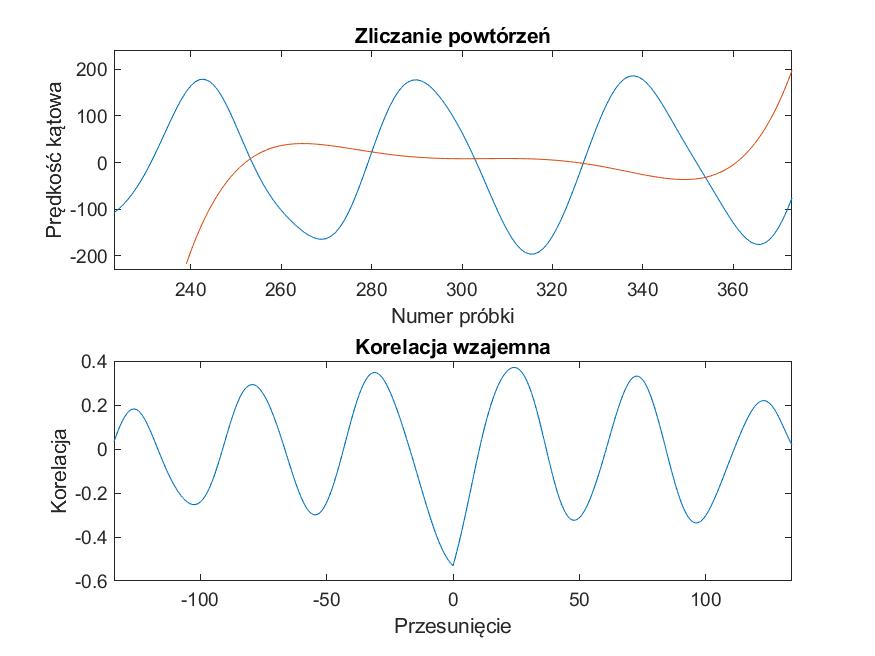 Zliczanie powtórzeń
Prędkość kątowa
200
100
0
-100
-200
240 260 280 300 320 340 360
Numer próbki
Korelacja wzajemna
Korelacja
0.4
0.2
0
-0.2
-0.4
-0.6
-100 -50 0 50 100
Przesunięcie